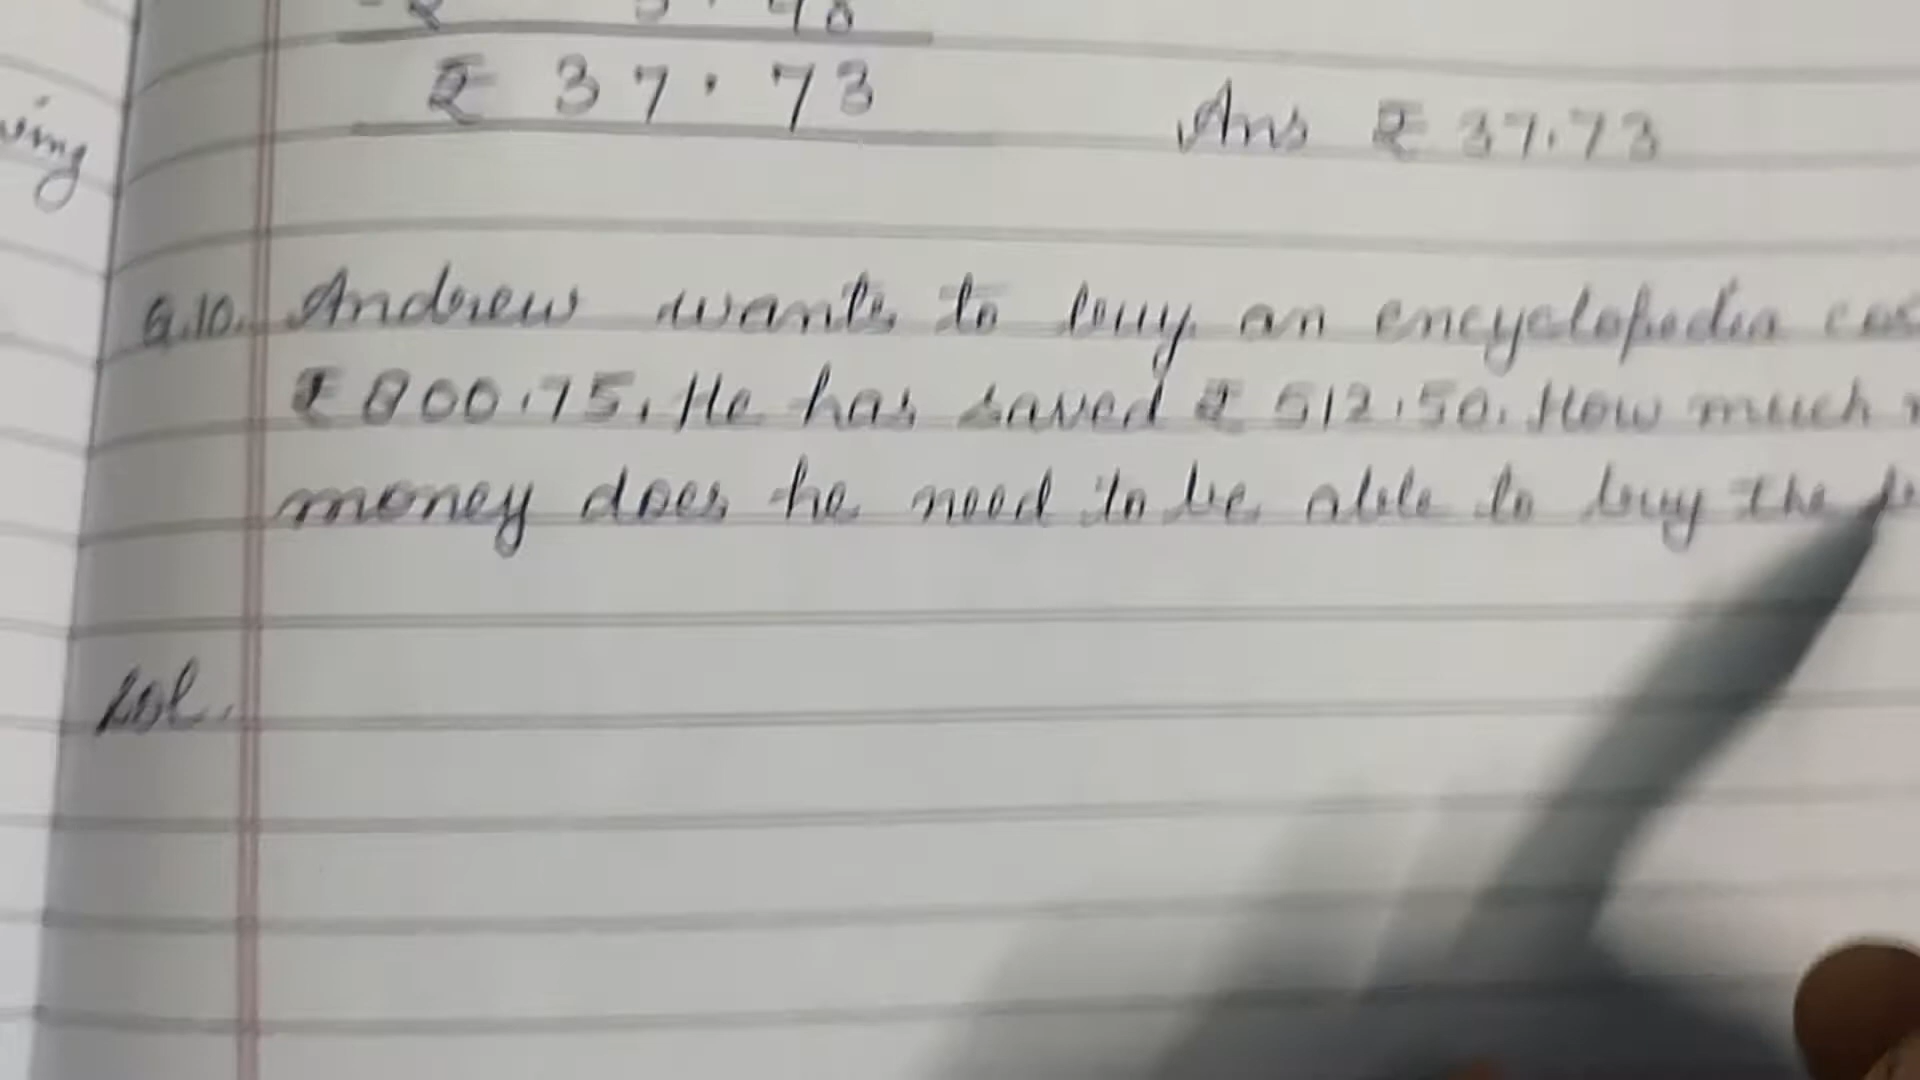 ₹ 37.73
Ans ₹ 37.73
Q.10. Andrew wants to buy an encyclopedia
₹800.75. He has saved ₹ 512.50. How much
money does he need to be able to buy the
Sol.